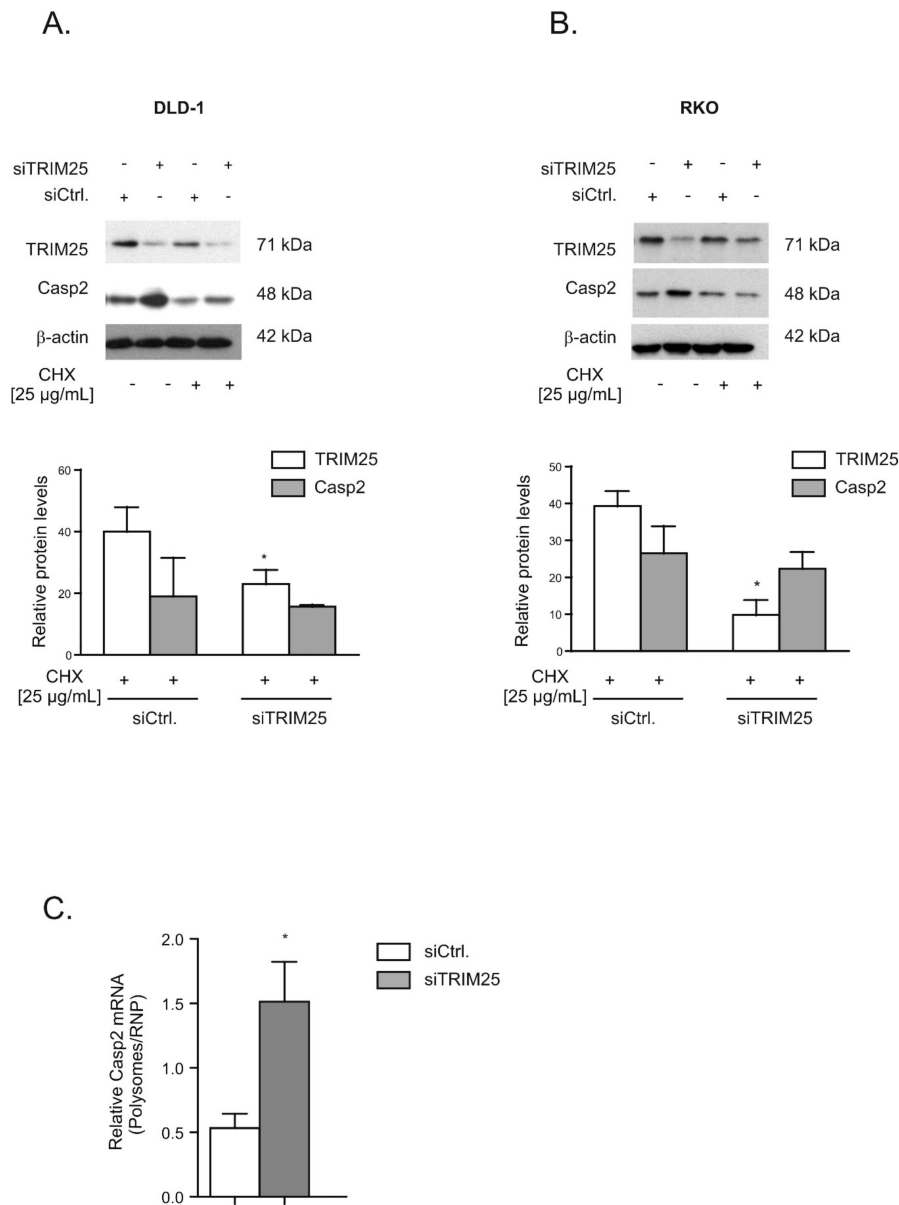 A.
DLD-1
siTRIM25 - + - +
siCtrl. + - + -
TRIM25 71 kDa
Casp2 48 kDa
β-actin 42 kDa
CHX
[25 µg/mL] - - + +
TRIM25
Casp2
Relative protein levels
60
40
20
0
CHX
[25 µg/mL] + + + +
siCtrl. siTRIM25
*
B.
RKO
siTRIM25 - + - +
siCtrl. + - + -
TRIM25 71 kDa
Casp2 48 kDa
β-actin 42 kDa
CHX
[25 µg/mL] - - + +
TRIM25
Casp2
Relative protein levels
50
40
30
20
10
0
*
CHX
[25 µg/mL] + + + +
siCtrl. siTRIM25
C.
Relative Casp2 mRNA
(Polysomes/RNP)
2.0
1.5
1.0
0.5
0.0
*
siCtrl.
siTRIM25